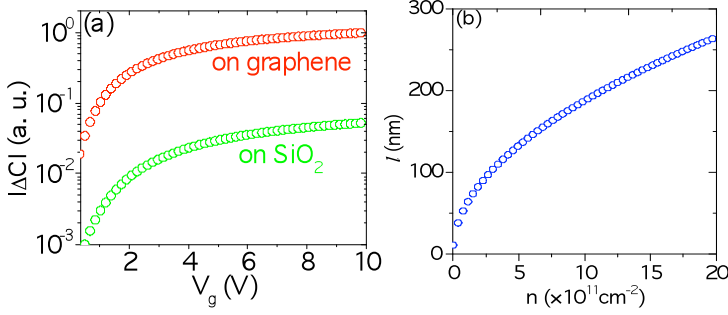 (a)
10⁰
10⁻¹
10⁻²
10⁻³
|ΔC| (a. u.)
on graphene
on SiO₂
2 4 6 8 10
V_g (V)
(b)
300
200
100
0
l (nm)
0 5 10 15 20
n (×10¹¹cm⁻²)